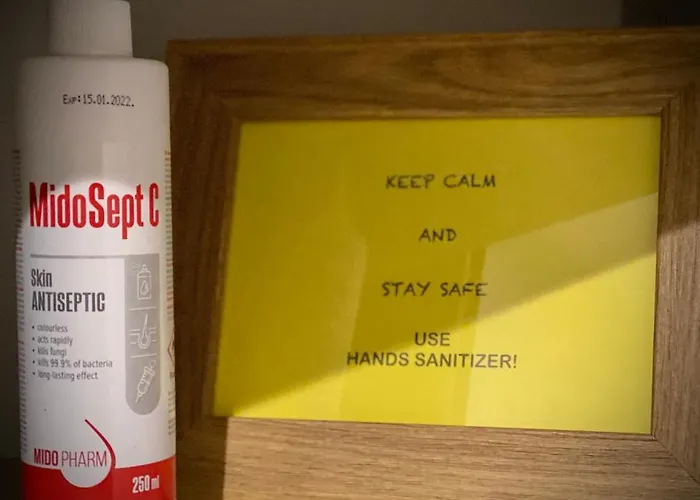 Exp: 15.01.2022.
MidoSept C
Skin
ANTISEPTIC
• colourless
• acts rapidly
• kills fungi
• kills 99.9% of bacteria
• long-lasting effect
MIDO PHARM
250 ml
KEEP CALM
AND
STAY SAFE
USE
HANDS SANITIZER!